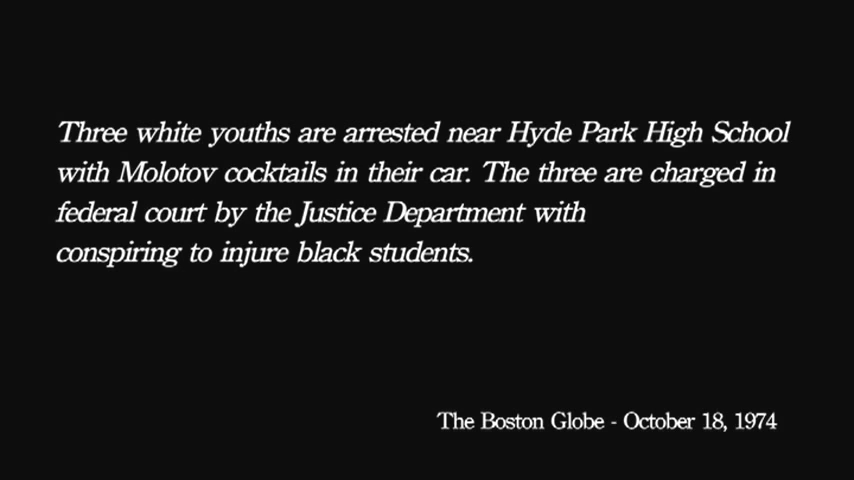 Three white youths are arrested near Hyde Park High School
with Molotov cocktails in their car. The three are charged in
federal court by the Justice Department with
conspiring to injure black students.
The Boston Globe - October 18, 1974